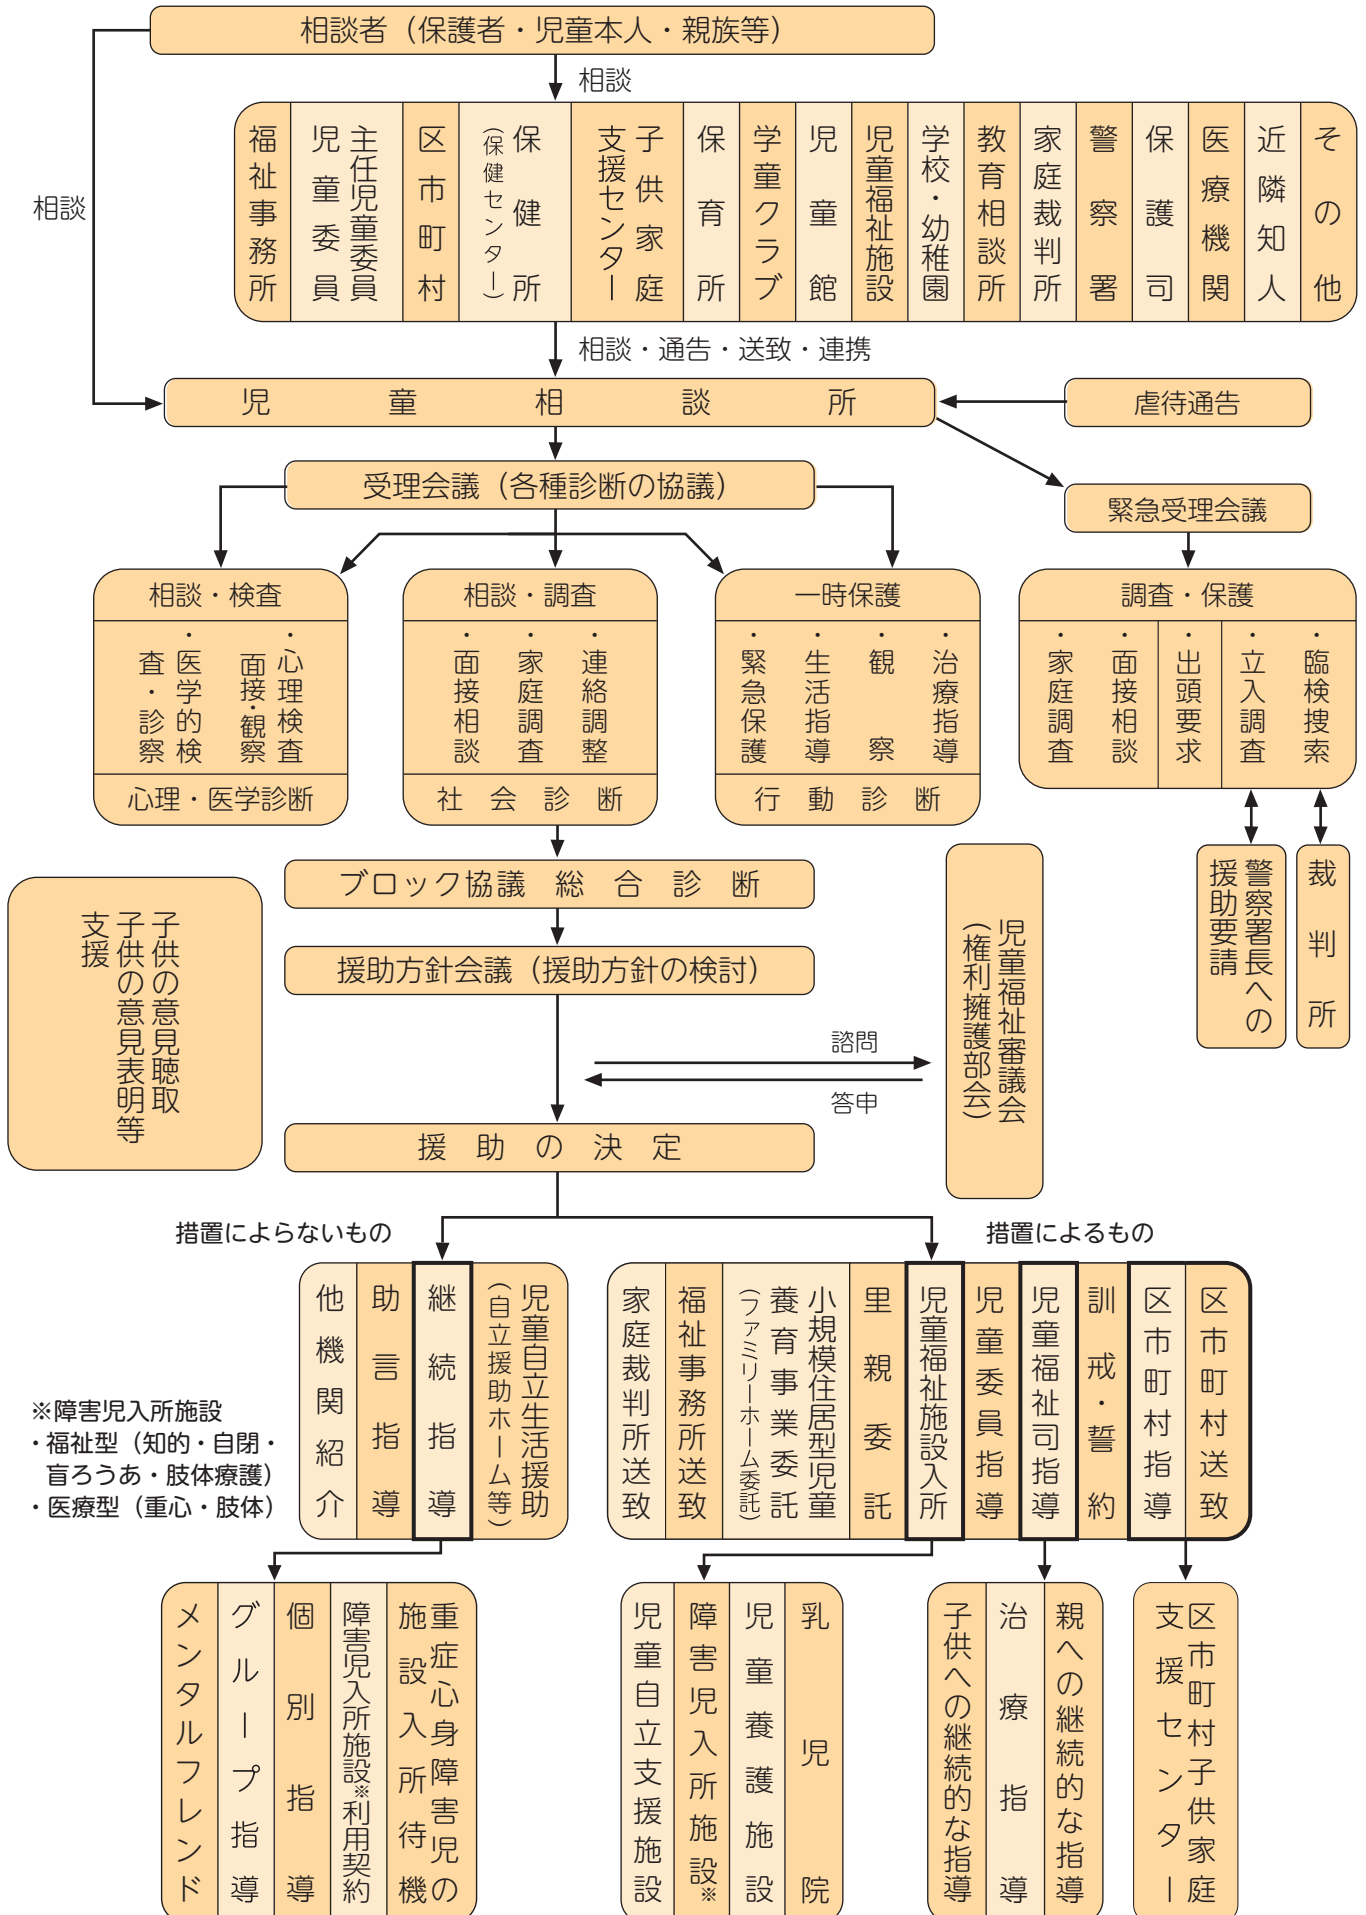 相談者（保護者・児童本人・親族等）
相談
相談
福祉事務所
主任児童委員
児童委員
区市町村
保健所
（保健センター）
子供家庭
支援センター
保育所
学童クラブ
児童館
児童福祉施設
学校・幼稚園
教育相談所
家庭裁判所
警察署
保護司
医療機関
近隣知人
その他
相談・通告・送致・連携
児童相談所
虐待通告
受理会議（各種診断の協議）
緊急受理会議
相談・検査
・心理検査
面接・観察
・医学的検
査・診察
心理・医学診断
相談・調査
・面接相談
・家庭調査
・連絡調整
社会診断
一時保護
・緊急保護
・生活指導
・観察
・治療指導
行動診断
調査・保護
・家庭調査
・面接相談
・出頭要求
・立入調査
・臨検捜索
警察署長への
援助要請
裁判所
ブロック協議 総合診断
援助方針会議（援助方針の検討）
子供の意見聴取
子供の意見表明等
支援
児童福祉審議会
（権利擁護部会）
諮問
答申
援助の決定
措置によらないもの
措置によるもの
他機関紹介
助言指導
継続指導
児童自立生活援助
（自立援助ホーム等）
家庭裁判所送致
福祉事務所送致
小規模住居型児童
養育事業委託
（ファミリーホーム委託）
里親委託
児童福祉施設入所
児童委員指導
児童福祉司指導
訓戒・誓約
区市町村指導
区市町村送致
※障害児入所施設
・福祉型（知的・自閉・
盲ろうあ・肢体療護）
・医療型（重心・肢体）
メンタルフレンド
グループ指導
個別指導
障害児入所施設※利用契約
重症心身障害児の
施設入所待機
児童自立支援施設
障害児入所施設※
児童養護施設
乳児院
子供への継続的な指導
治療指導
親への継続的な指導
区市町村子供家庭
支援センター